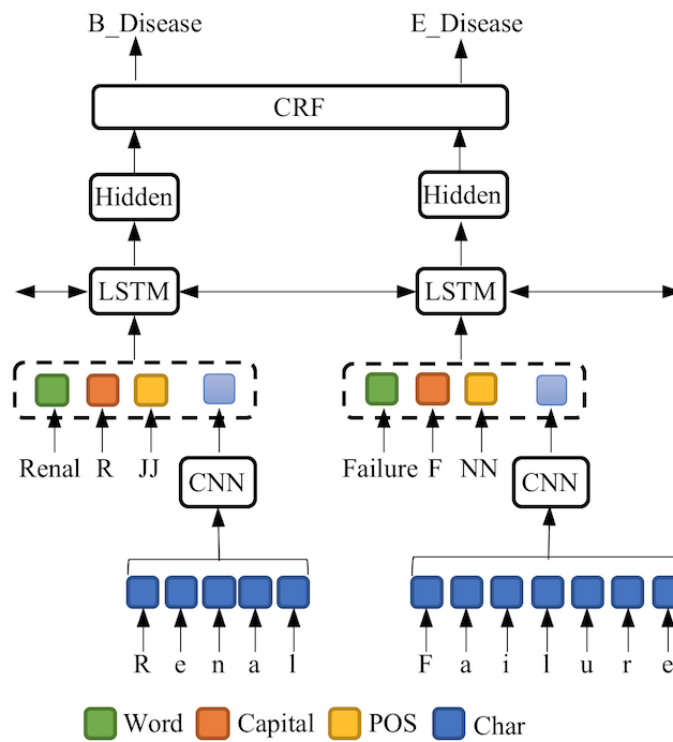 B_Disease E_Disease
CRF
Hidden Hidden
LSTM LSTM
Renal R JJ Failure F NN
CNN CNN
R e n a l F a i l u r e
Word Capital POS Char